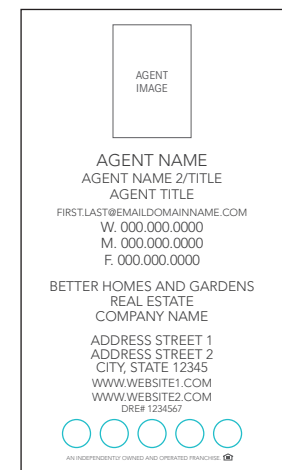 AGENT
IMAGE
AGENT NAME
AGENT NAME 2/TITLE
AGENT TITLE
FIRST.LAST@EMAILDOMAINNAME.COM
W. 000.000.0000
M. 000.000.0000
F. 000.000.0000
BETTER HOMES AND GARDENS
REAL ESTATE
COMPANY NAME
ADDRESS STREET 1
ADDRESS STREET 2
CITY, STATE 12345
WWW.WEBSITE1.COM
WWW.WEBSITE2.COM
DRE# 1234567
AN INDEPENDENTLY OWNED AND OPERATED FRANCHISE.